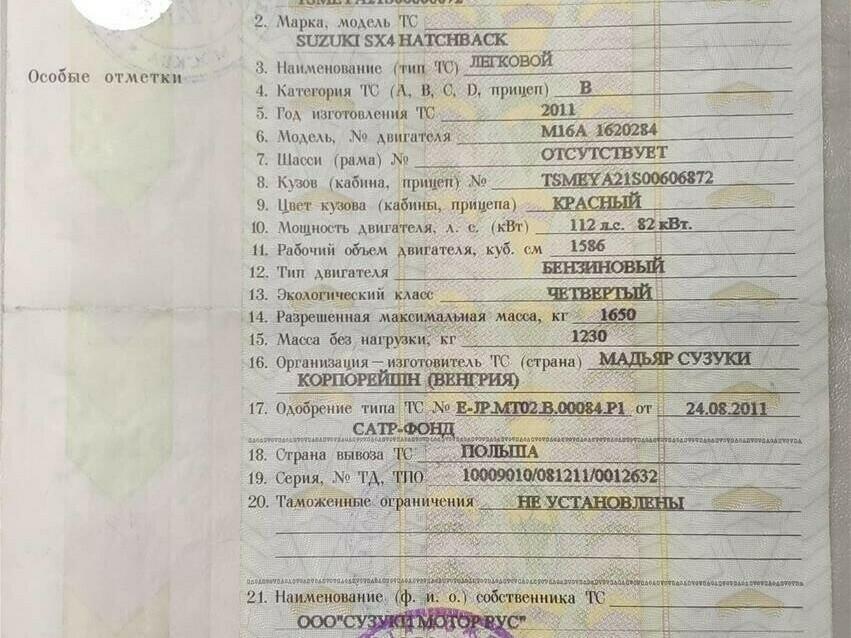 2. Марка, модель ТС
SUZUKI SX4 HATCHBACK
Особые отметки
3. Наименование (тип ТС) ЛЕГКОВОЙ
4. Категория ТС (A, B, C, D, прицеп) B
5. Год изготовления ТС 2011
6. Модель, № двигателя M16A 1620284
7. Шасси (рама) № ОТСУТСТВУЕТ
8. Кузов (кабина, прицеп) № TSMEYA21S00606872
9. Цвет кузова (кабины, прицепа) КРАСНЫЙ
10. Мощность двигателя, л. с. (кВт) 112 л.с. 82 кВт.
11. Рабочий объем двигателя, куб. см 1586
12. Тип двигателя БЕНЗИНОВЫЙ
13. Экологический класс ЧЕТВЕРТЫЙ
14. Разрешенная максимальная масса, кг 1650
15. Масса без нагрузки, кг 1230
16. Организация–изготовитель ТС (страна) МАДЬЯР СУЗУКИ
КОРПОРЕЙШН (ВЕНГРИЯ)
17. Одобрение типа ТС № E-JP.MT02.B.00084.P1 от 24.08.2011
САТР-ФОНД
18. Страна вывоза ТС ПОЛЬША
19. Серия, № ТД, ТПО 10009010/081211/0012632
20. Таможенные ограничения НЕ УСТАНОВЛЕНЫ
21. Наименование (ф. и. о.) собственника ТС
ООО"СУЗУКИ МОТОР РУС"